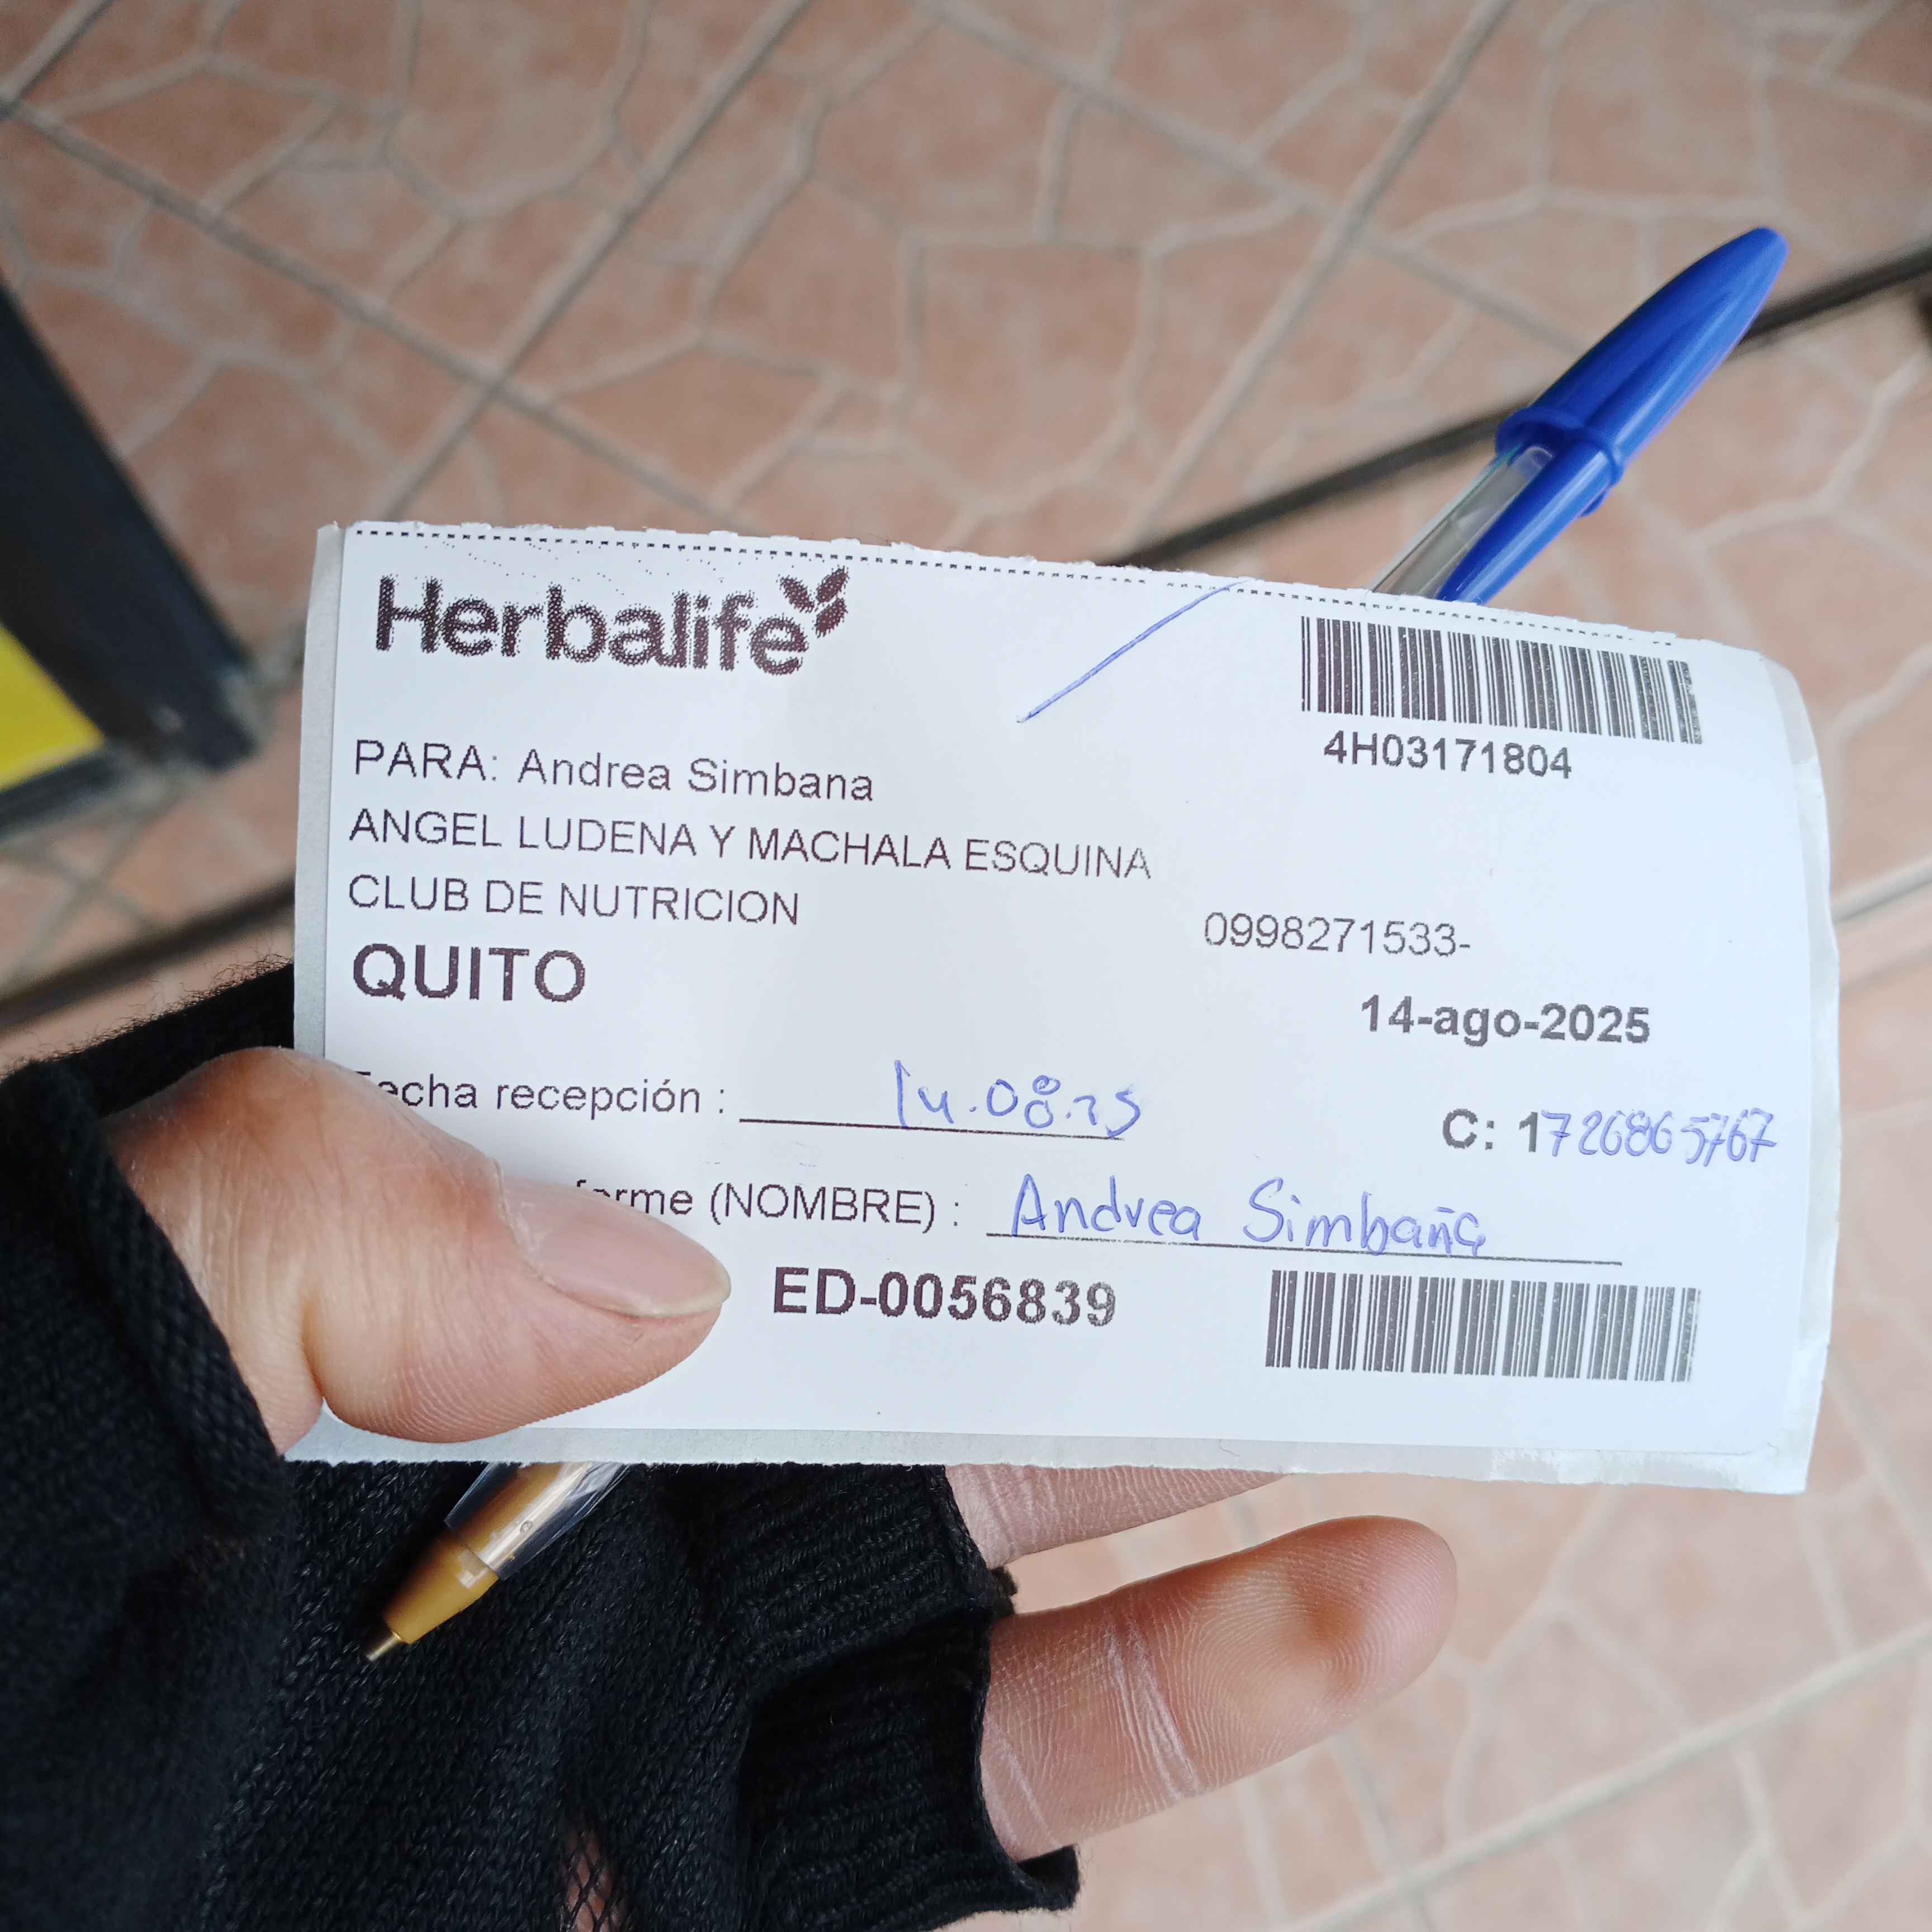 Herbalife
4H03171804
PARA: Andrea Simbana
ANGEL LUDENA Y MACHALA ESQUINA
CLUB DE NUTRICION
0998271533-
QUITO
14-ago-2025
echa recepción : 14.08.25
C: 1726865767
forme (NOMBRE) : Andrea Simbaña
ED-0056839